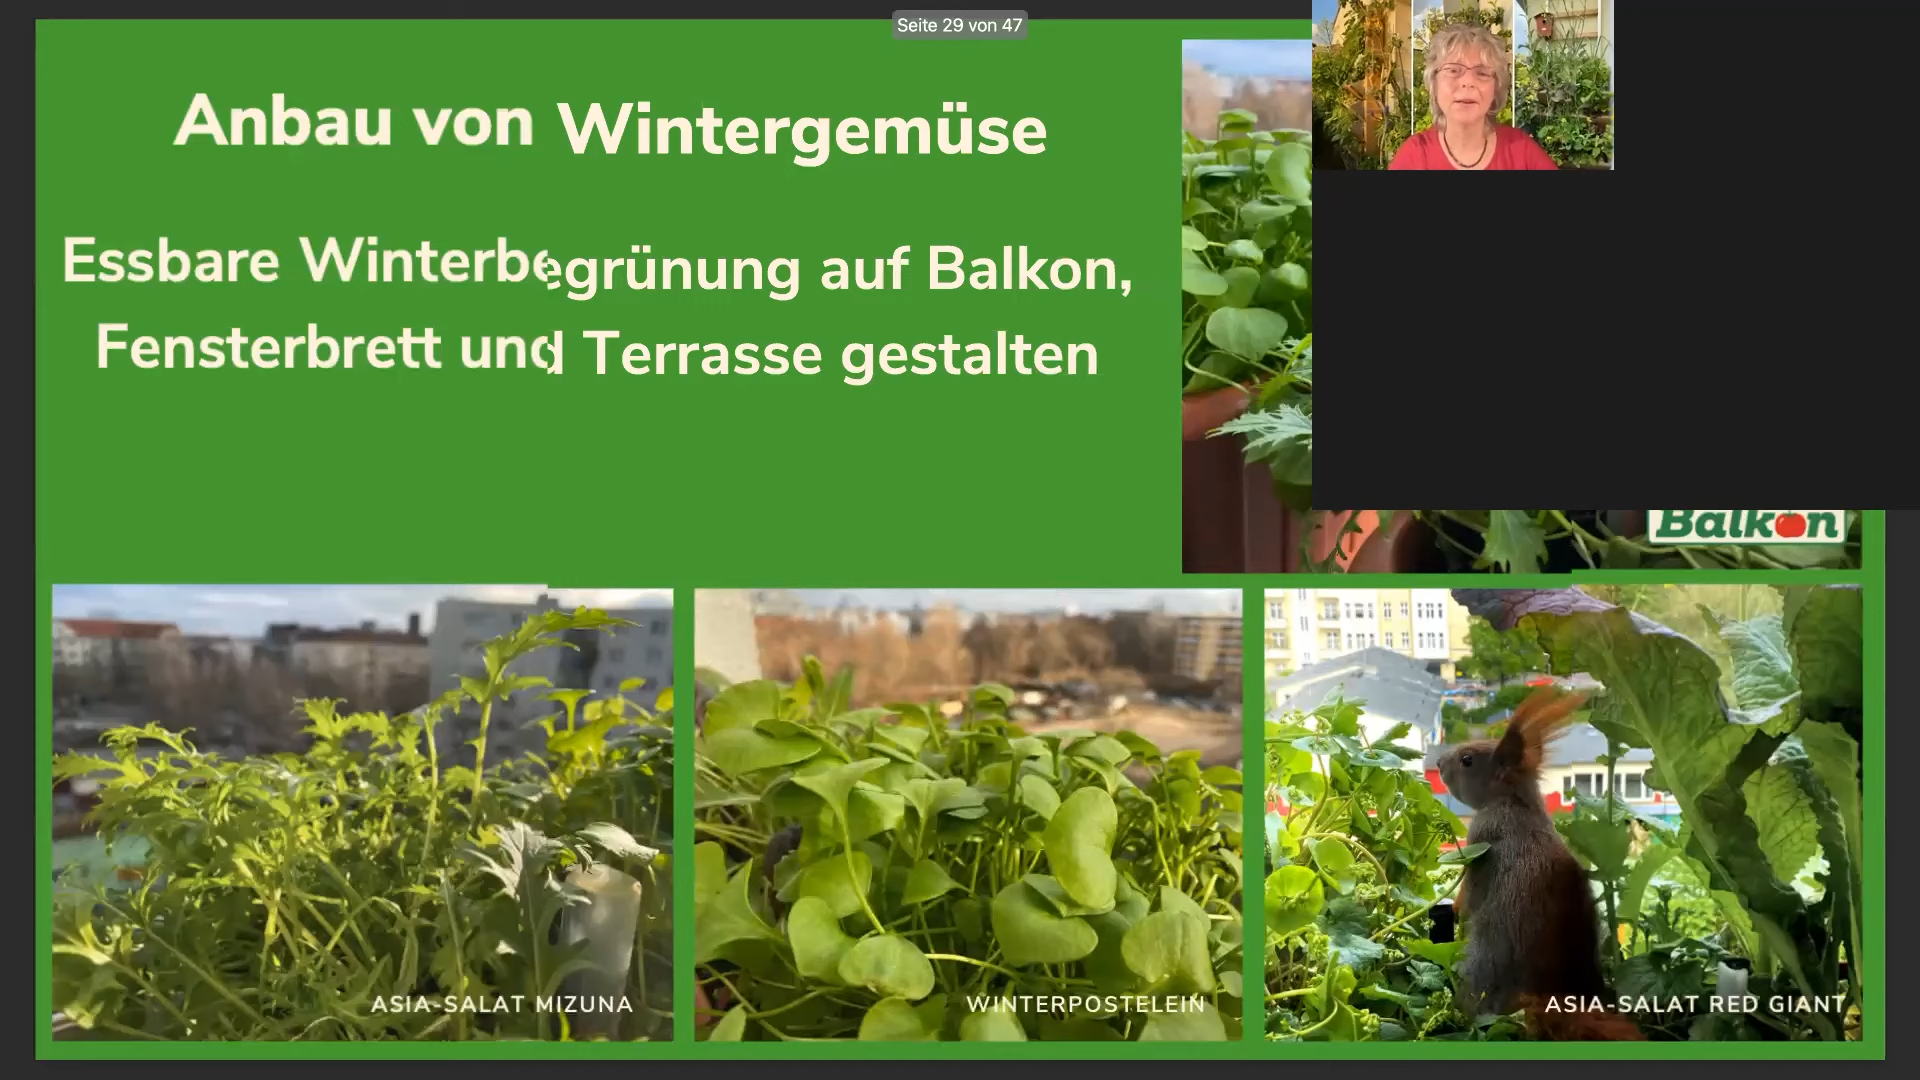 Seite 29 von 47
Anbau von Wintergemüse
Essbare Winterbegrünung auf Balkon,
Fensterbrett und Terrasse gestalten
Balkon
ASIA-SALAT MIZUNA
WINTERPOSTELEIN
ASIA-SALAT RED GIANT